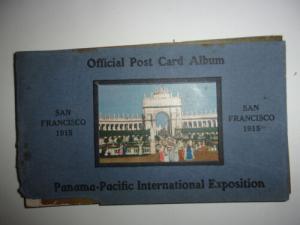 Official Post Card Album
SAN
FRANCISCO
1915
SAN
FRANCISCO
1915
Panama-Pacific International Exposition